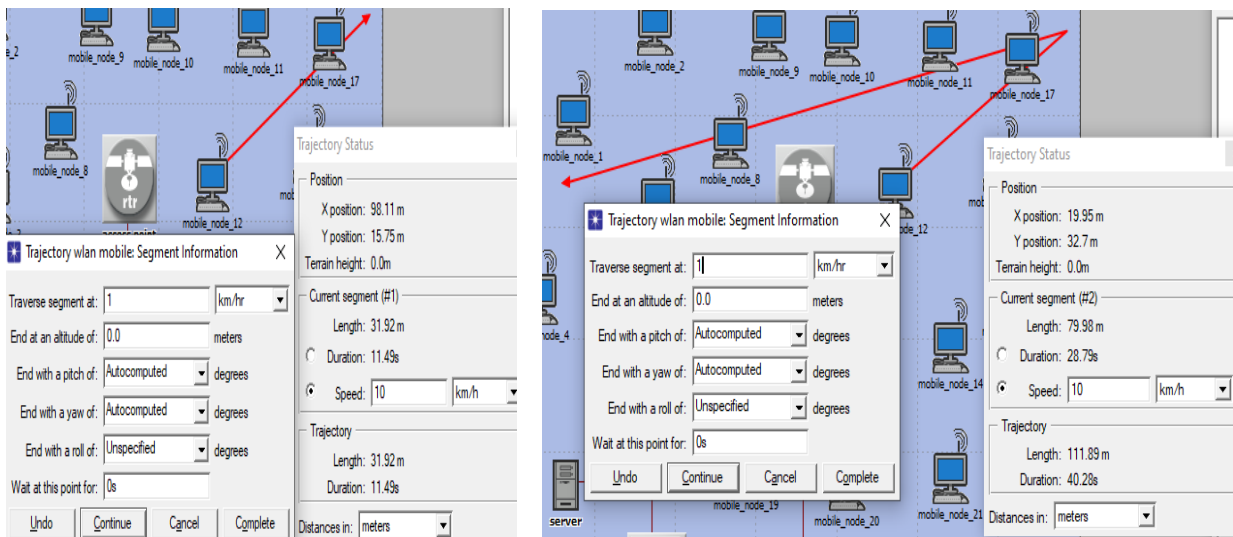 e_2
mobile_node_9
mobile_node_10
mobile_node_11
mobile_node_17
mobile_node_8
rtr
mobile_node_12
Trajectory Status
Position
X position: 98.11 m
Y position: 15.75 m
Terrain height: 0.0m
Current segment (#1)
Length: 31.92 m
Duration: 11.49s
Speed: 10 km/h
Trajectory
Length: 31.92 m
Duration: 11.49s
Distances in: meters
Trajectory wlan mobile: Segment Information
Traverse segment at: 1 km/hr
End at an altitude of: 0.0 meters
End with a pitch of: Autocomputed degrees
End with a yaw of: Autocomputed degrees
End with a roll of: Unspecified degrees
Wait at this point for: 0s
Undo Continue Cancel Complete
mobile_node_2
mobile_node_9
mobile_node_10
mobile_node_11
mobile_node_17
mobile_node_1
mobile_node_8
rtr
_12
node_4
Trajectory wlan mobile: Segment Information
Traverse segment at: 1 km/hr
End at an altitude of: 0.0 meters
End with a pitch of: Autocomputed degrees
End with a yaw of: Autocomputed degrees
End with a roll of: Unspecified degrees
Wait at this point for: 0s
Undo Continue Cancel Complete
server
mobile_node_19
mobile_node_20
mobile_node_21
mobile_node_14
Trajectory Status
Position
X position: 19.95 m
Y position: 32.7 m
Terrain height: 0.0m
Current segment (#2)
Length: 79.98 m
Duration: 28.79s
Speed: 10 km/h
Trajectory
Length: 111.89 m
Duration: 40.28s
Distances in: meters